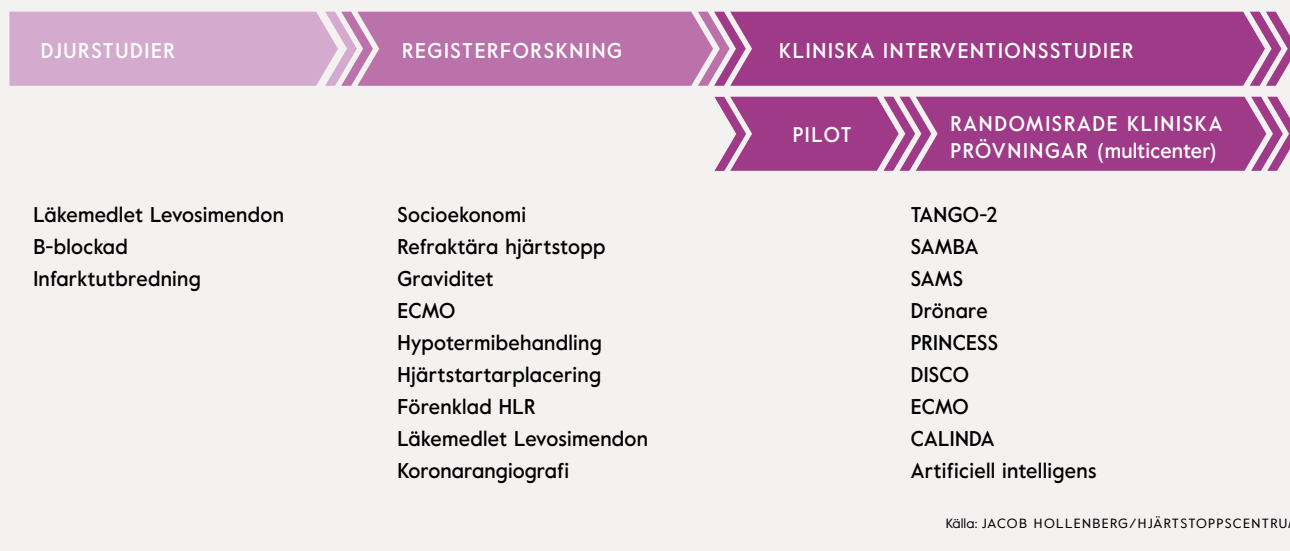 DJURSTUDIER
REGISTERFORSKNING
KLINISKA INTERVENTIONSSTUDIER
PILOT
RANDOMISRADE KLINISKA
PRÖVNINGAR (multicenter)
Läkemedlet Levosimendon
B-blockad
Infarktutbredning
Socioekonomi
Refraktära hjärtstopp
Graviditet
ECMO
Hypotermibehandling
Hjärtstartarplacering
Förenklad HLR
Läkemedlet Levosimendon
Koronarangiografi
TANGO-2
SAMBA
SAMS
Drönare
PRINCESS
DISCO
ECMO
CALINDA
Artificiell intelligens
Källa: JACOB HOLLENBERG/HJÄRTSTOPPSCENTRUM